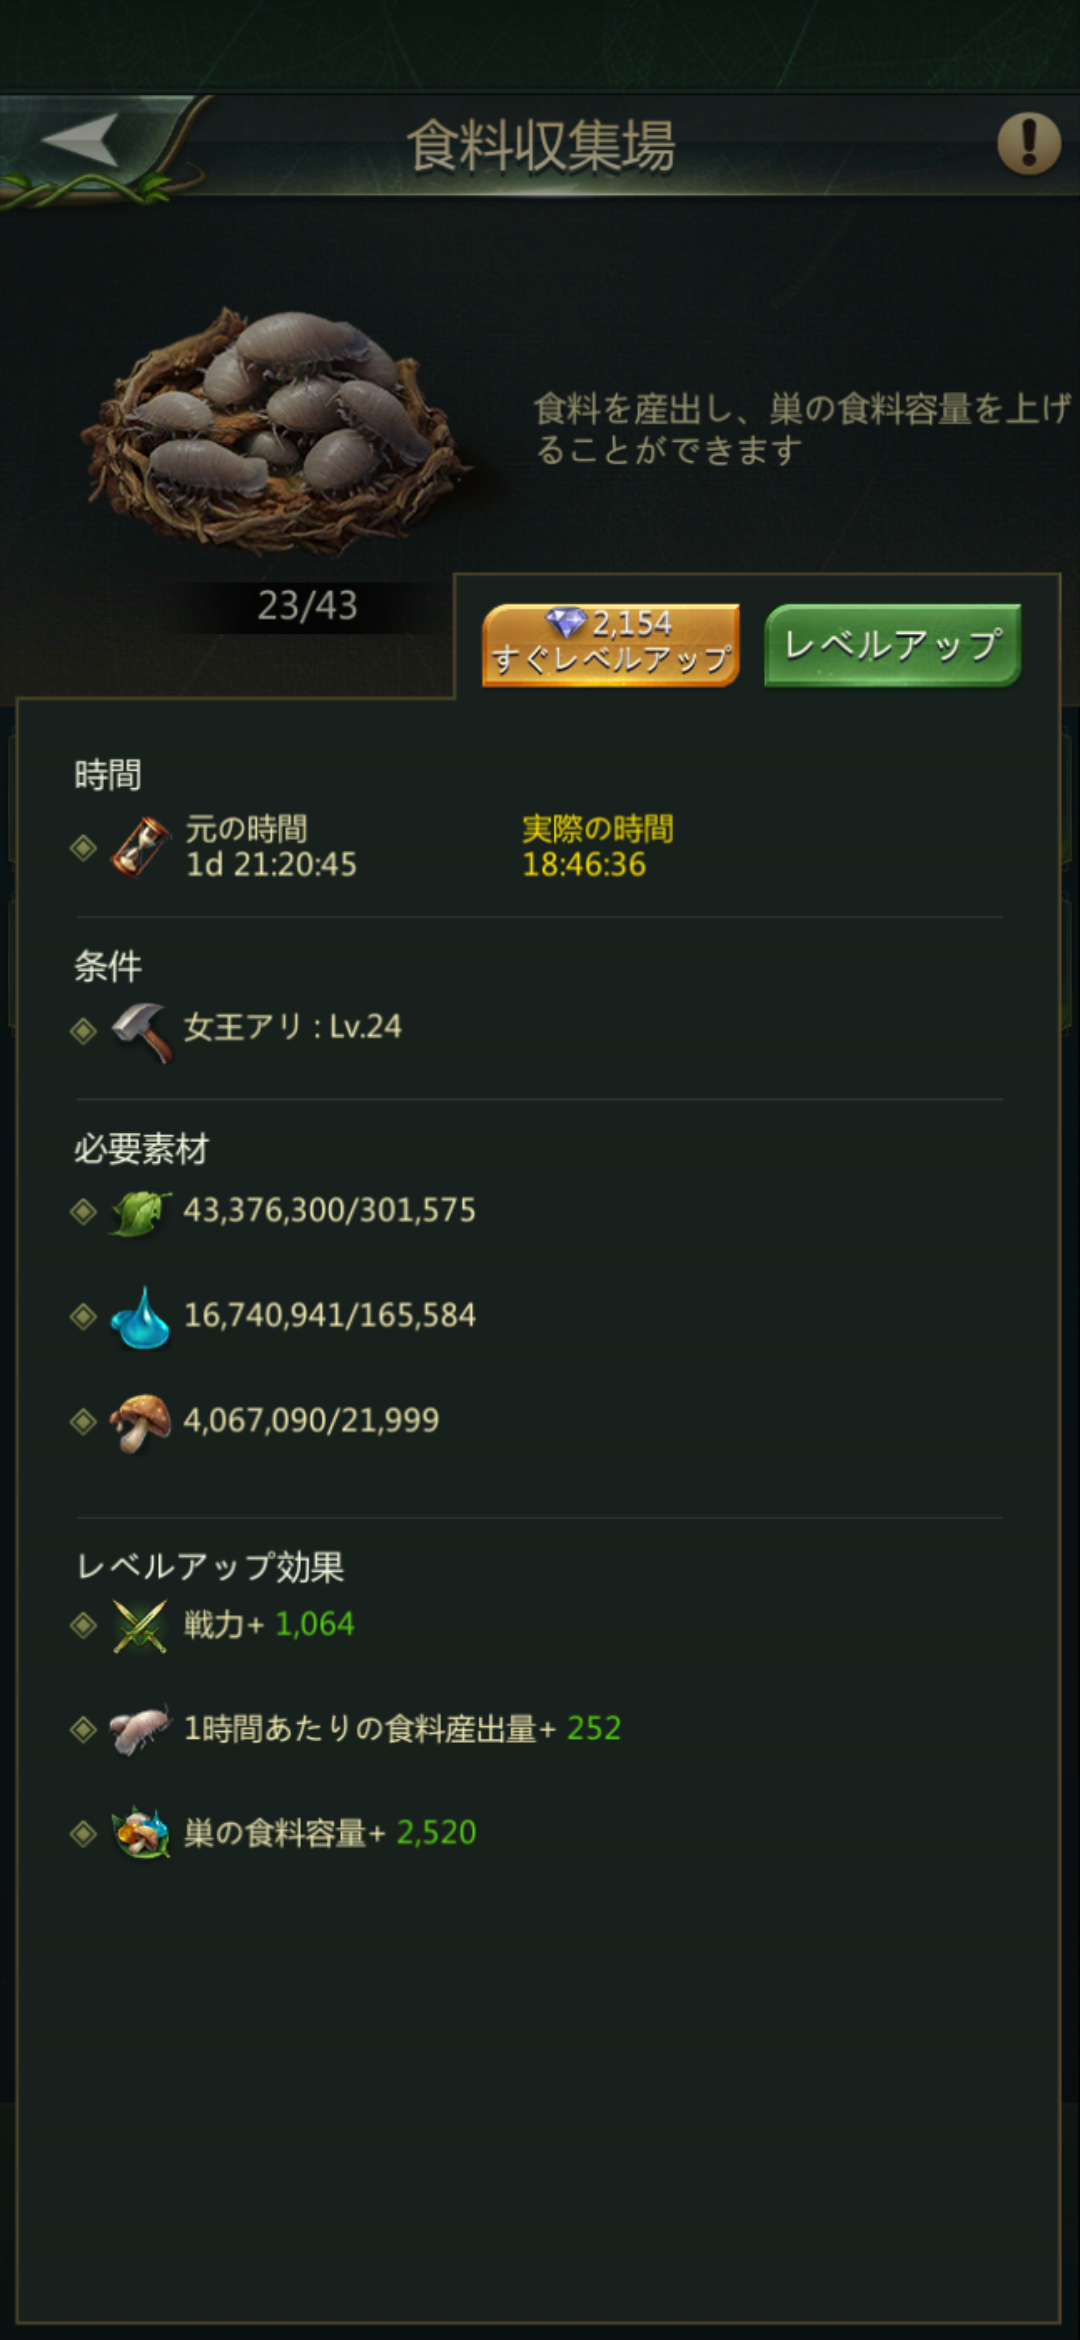 食料収集場
食料を産出し、巣の食料容量を上げ
ることができます
23/43
2,154
すぐレベルアップ
レベルアップ
時間
元の時間
1d 21:20:45
実際の時間
18:46:36
条件
女王アリ : Lv.24
必要素材
43,376,300/301,575
16,740,941/165,584
4,067,090/21,999
レベルアップ効果
戦力+ 1,064
1時間あたりの食料産出量+ 252
巣の食料容量+ 2,520